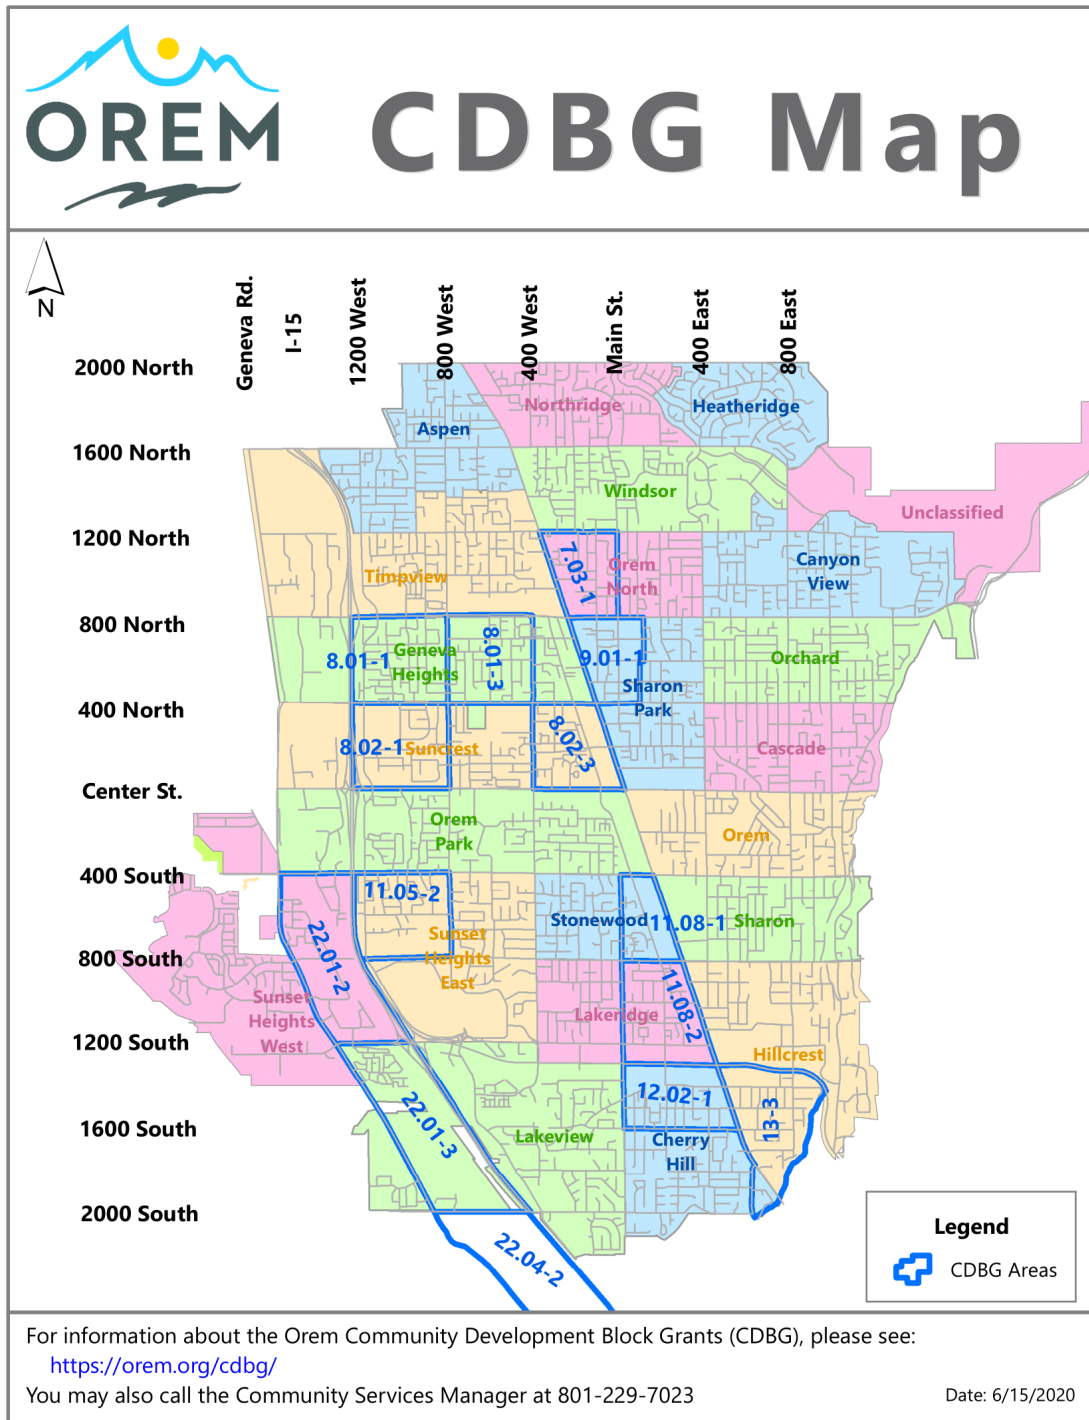 OREM
CDBG Map
N
Geneva Rd.
I-15
1200 West
800 West
400 West
Main St.
400 East
800 East
2000 North
1600 North
1200 North
800 North
400 North
Center St.
400 South
800 South
1200 South
1600 South
2000 South
Northridge
Heatheridge
Aspen
Windsor
Unclassified
Canyon
View
Timpview
7.03-1
Orem
North
8.01-1
Geneva
Heights
8.01-3
9.01-1
Sharon
Park
Orchard
8.02-1
Suncrest
8.02-3
Cascade
Orem
Park
Orem
11.05-2
Sunset
Heights
East
Stonewood
11.08-1
Sharon
22.01-2
Sunset
Heights
West
Lakeridge
11.08-2
Hillcrest
22.01-3
Lakeview
12.02-1
13-3
Cherry
Hill
22.04-2
Legend
CDBG Areas
For information about the Orem Community Development Block Grants (CDBG), please see:
https://orem.org/cdbg/
You may also call the Community Services Manager at 801-229-7023
Date: 6/15/2020